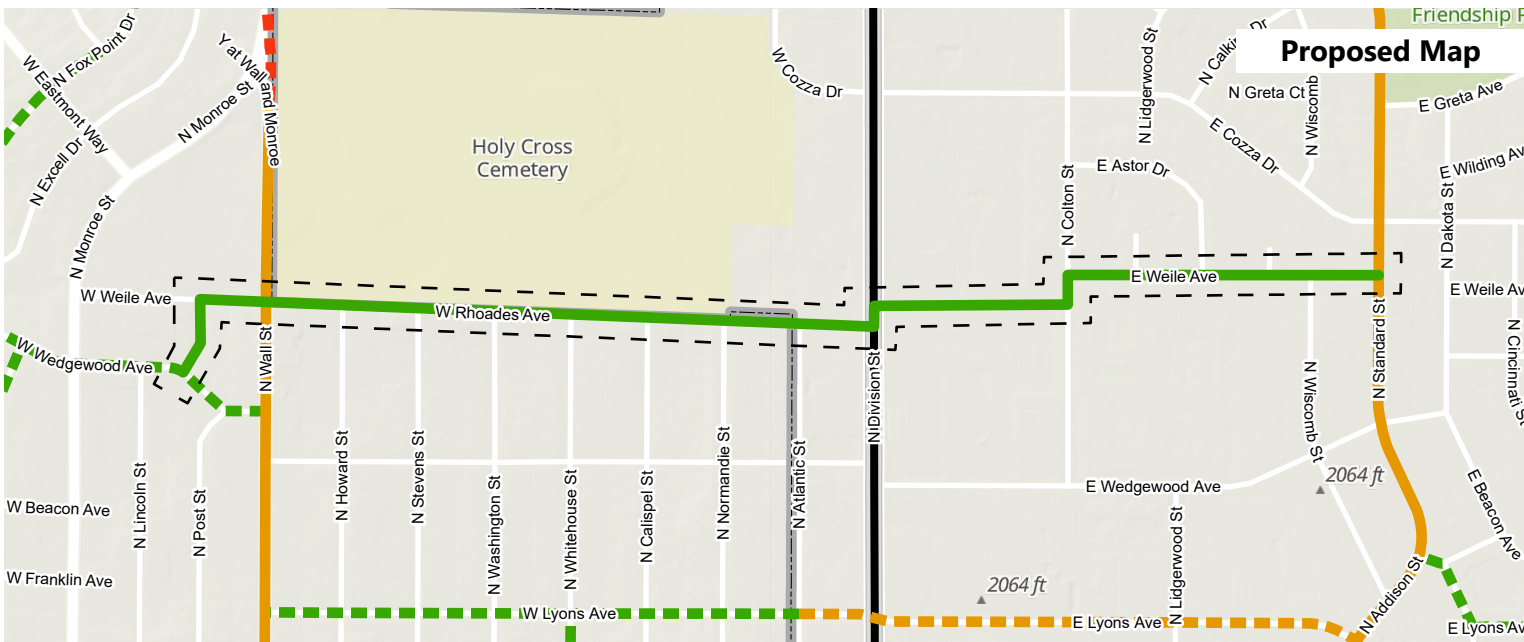 Proposed Map
Friendship P
N Fox Point Dr
W Eastmont Way
Y at Wall and Monroe
N Monroe St
N Excell Dr
N Monroe St
Holy Cross
Cemetery
W Cozza Dr
N Lidgerwood St
N Calkin Dr
N Greta Ct
N Wiscomb
E Greta Ave
E Cozza Dr
E Astor Dr
E Wilding Av
N Colton St
N Dakota St
W Weile Ave
E Weile Ave
E Weile Av
W Rhoades Ave
W Wedgewood Ave
N Wall St
N Division St
N Standard St
N Cincinnati St
N Wiscomb St
N Howard St
N Stevens St
N Washington St
N Whitehouse St
N Calispel St
N Normandie St
N Atlantic St
N Lincoln St
N Post St
E Wedgewood Ave
2064 ft
E Beacon Ave
W Beacon Ave
N Lidgerwood St
W Franklin Ave
2064 ft
N Addison St
W Lyons Ave
E Lyons Ave
E Lyons Av